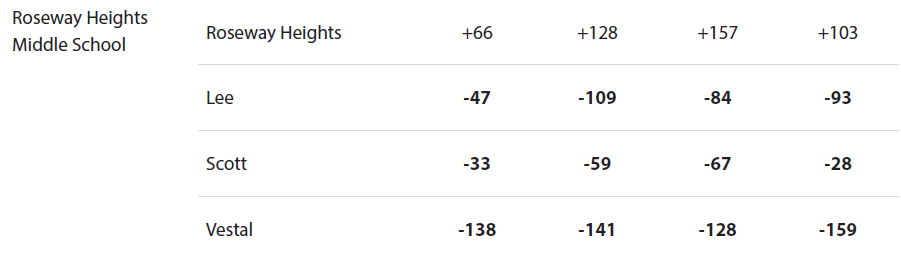 Roseway Heights
Middle School
Roseway Heights +66 +128 +157 +103
Lee -47 -109 -84 -93
Scott -33 -59 -67 -28
Vestal -138 -141 -128 -159